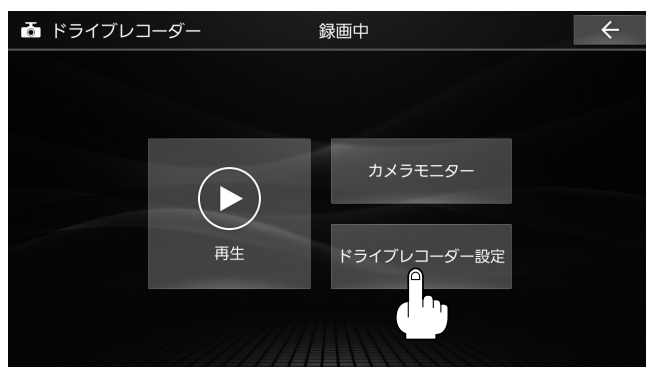 ドライブレコーダー
録画中
再生
カメラモニター
ドライブレコーダー設定